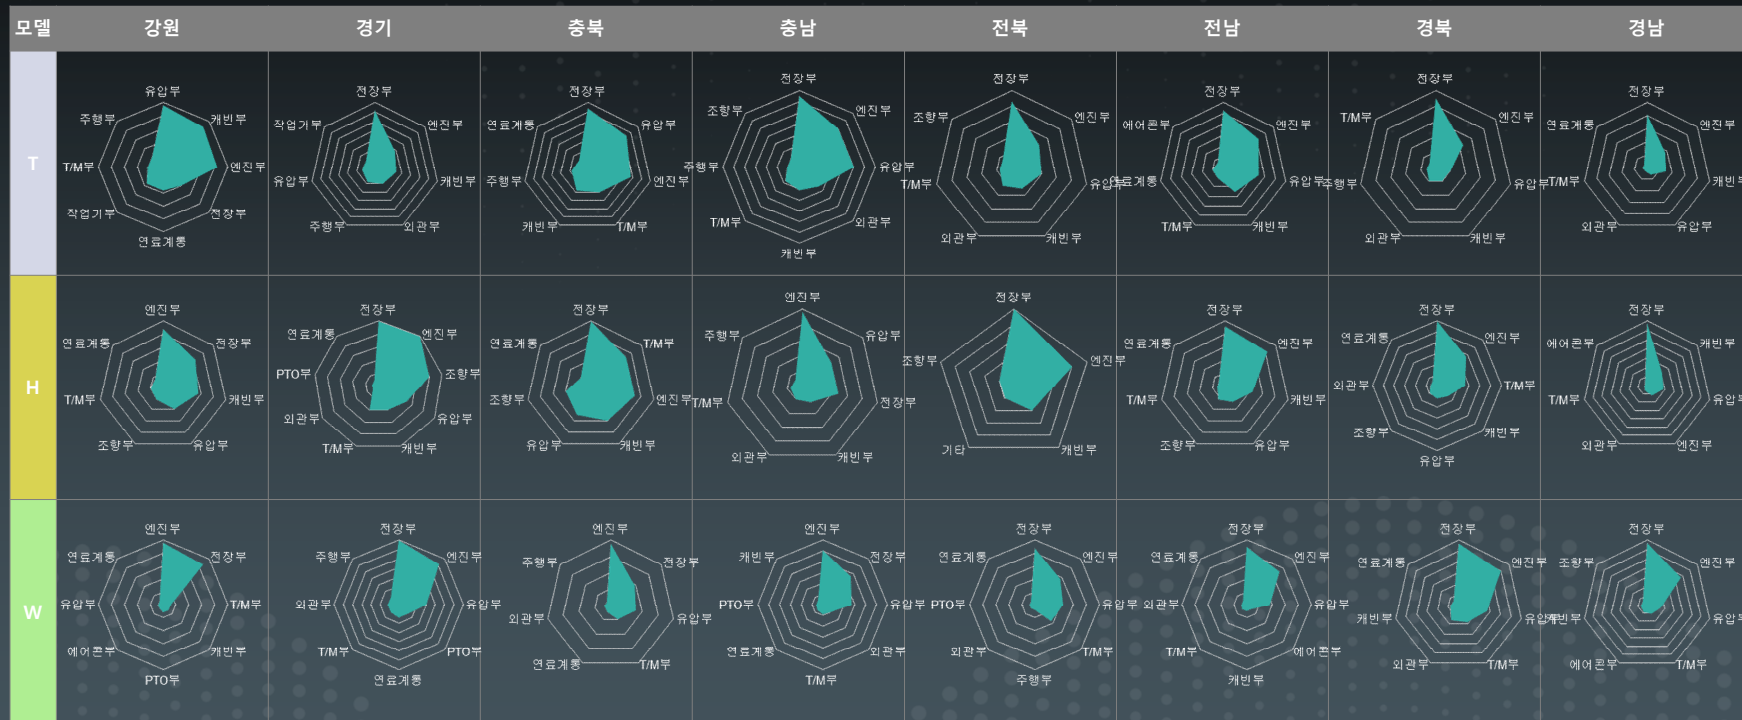 모델 강원 경기 충북 충남 전북 전남 경북 경남
T
유압부 캐빈부 엔진부 전장부 연료계통 작업기부 T/M부 주행부
전장부 엔진부 캐빈부 외관부 주행부 유압부 작업기부
전장부 유압부 엔진부 T/M부 캐빈부 주행부 연료계통
전장부 엔진부 유압부 외관부 캐빈부 T/M부 주행부 조향부
전장부 엔진부 유압부 캐빈부 외관부 T/M부 조향부
전장부 엔진부 유압부 캐빈부 T/M부 연료계통 에어콘부
전장부 엔진부 유압부 캐빈부 외관부 주행부 T/M부
전장부 엔진부 캐빈부 유압부 외관부 T/M부 연료계통
H
엔진부 전장부 캐빈부 유압부 조향부 T/M부 연료계통
전장부 엔진부 조향부 유압부 캐빈부 T/M부 외관부 PTO부 연료계통
전장부 T/M부 엔진부 캐빈부 유압부 조향부 연료계통
엔진부 유압부 전장부 캐빈부 외관부 T/M부 주행부
전장부 엔진부 캐빈부 기타 조향부
전장부 엔진부 캐빈부 유압부 조향부 T/M부 연료계통
전장부 엔진부 T/M부 캐빈부 유압부 조향부 외관부 연료계통
전장부 캐빈부 유압부 엔진부 외관부 T/M부 에어콘부
W
엔진부 전장부 T/M부 캐빈부 PTO부 에어콘부 유압부 연료계통
전장부 엔진부 유압부 PTO부 연료계통 T/M부 외관부 주행부
엔진부 전장부 유압부 T/M부 연료계통 외관부 주행부
엔진부 전장부 유압부 외관부 T/M부 연료계통 PTO부 캐빈부
전장부 엔진부 유압부 T/M부 주행부 외관부 PTO부 연료계통
전장부 엔진부 유압부 에어콘부 캐빈부 T/M부 외관부 연료계통
전장부 엔진부 유압부 T/M부 외관부 캐빈부 연료계통
전장부 엔진부 유압부 T/M부 에어콘부 캐빈부 조향부